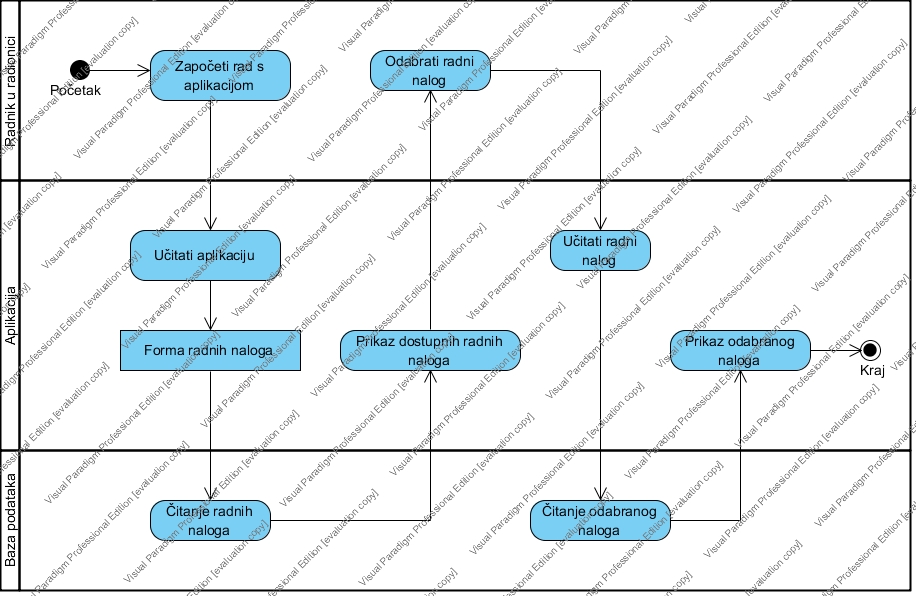 Radnik u radionici
Početak
Započeti rad s
aplikacijom
Odabrati radni
nalog
Aplikacija
Učitati aplikaciju
Učitati radni
nalog
Forma radnih naloga
Prikaz dostupnih radnih
naloga
Prikaz odabranog
naloga
Kraj
Baza podataka
Čitanje radnih
naloga
Čitanje odabranog
naloga
Visual Paradigm Professional Edition [evaluation copy]